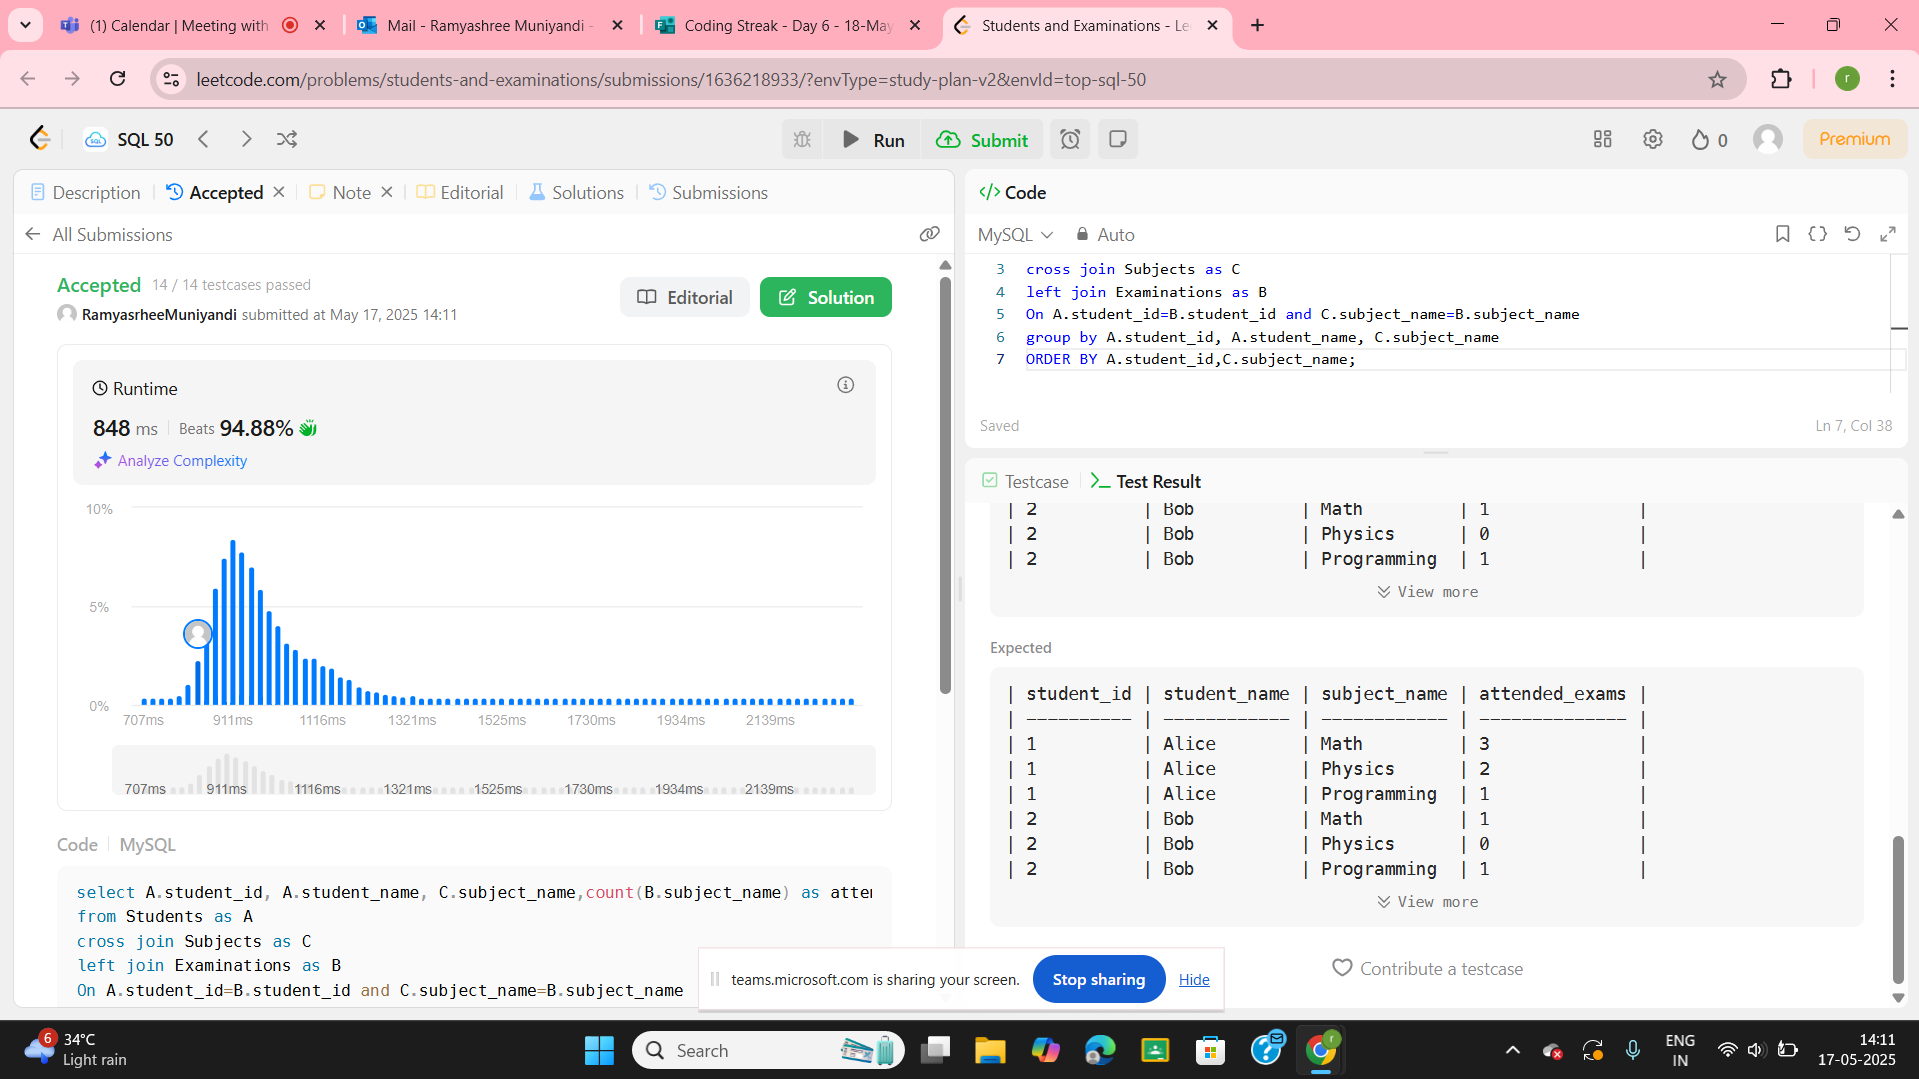 (1) Calendar | Meeting with
Mail - Ramyashree Muniyandi -
Coding Streak - Day 6 - 18-May
Students and Examinations - Le
leetcode.com/problems/students-and-examinations/submissions/1636218933/?envType=study-plan-v2&envId=top-sql-50
r
SQL 50
Run
Submit
0
Premium
Description
Accepted
Note
Editorial
Solutions
Submissions
All Submissions
Accepted 14 / 14 testcases passed
RamyasrheeMuniyandi submitted at May 17, 2025 14:11
Editorial
Solution
Runtime
848 ms
Beats 94.88%
Analyze Complexity
10%
5%
0%
707ms 911ms 1116ms 1321ms 1525ms 1730ms 1934ms 2139ms
707ms 911ms 1116ms 1321ms 1525ms 1730ms 1934ms 2139ms
Code
MySQL
select A.student_id, A.student_name, C.subject_name,count(B.subject_name) as atten
from Students as A
cross join Subjects as C
left join Examinations as B
On A.student_id=B.student_id and C.subject_name=B.subject_name
</> Code
MySQL
Auto
3 cross join Subjects as C
4 left join Examinations as B
5 On A.student_id=B.student_id and C.subject_name=B.subject_name
6 group by A.student_id, A.student_name, C.subject_name
7 ORDER BY A.student_id,C.subject_name;
Saved
Ln 7, Col 38
Testcase
Test Result
| 2 | Bob | Math | 1 |
| 2 | Bob | Physics | 0 |
| 2 | Bob | Programming | 1 |
View more
Expected
| student_id | student_name | subject_name | attended_exams |
| ---------- | ------------ | ------------ | -------------- |
| 1 | Alice | Math | 3 |
| 1 | Alice | Physics | 2 |
| 1 | Alice | Programming | 1 |
| 2 | Bob | Math | 1 |
| 2 | Bob | Physics | 0 |
| 2 | Bob | Programming | 1 |
View more
Contribute a testcase
teams.microsoft.com is sharing your screen.
Stop sharing
Hide
6
34°C
Light rain
Search
r
ENG
IN
14:11
17-05-2025